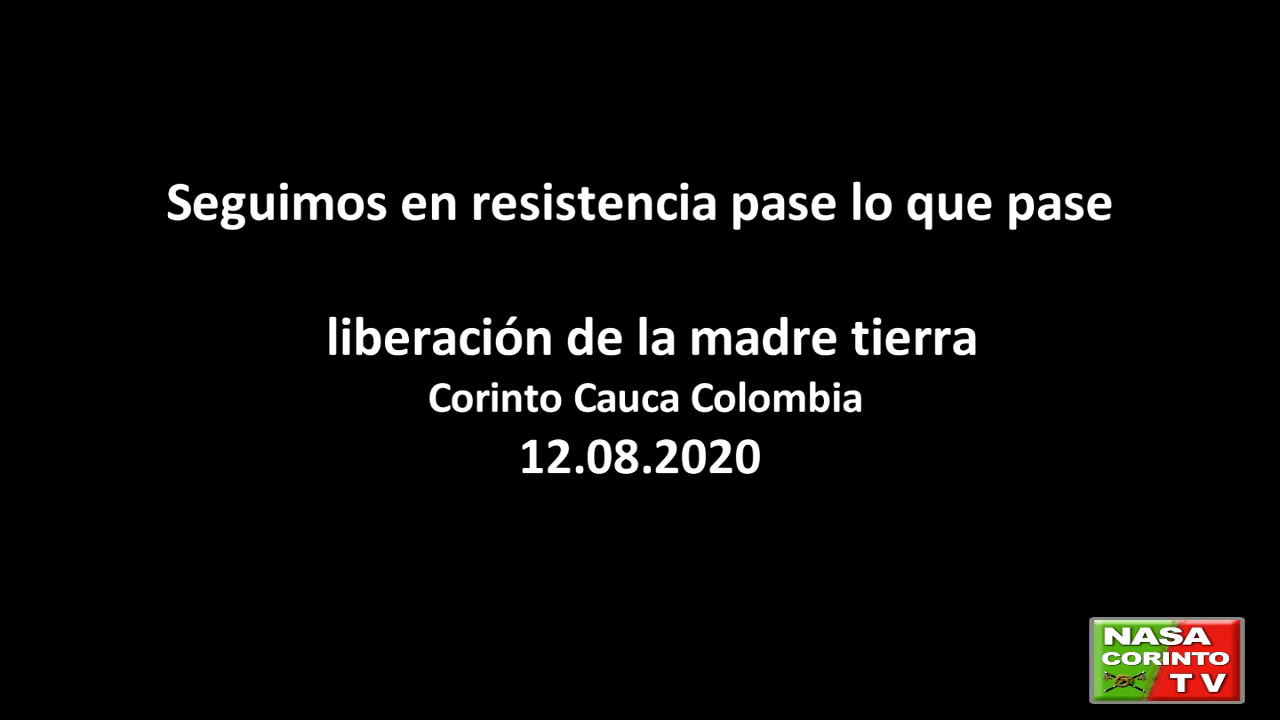 Seguimos en resistencia pase lo que pase
liberación de la madre tierra
Corinto Cauca Colombia
12.08.2020
NASA
CORINTO
TV